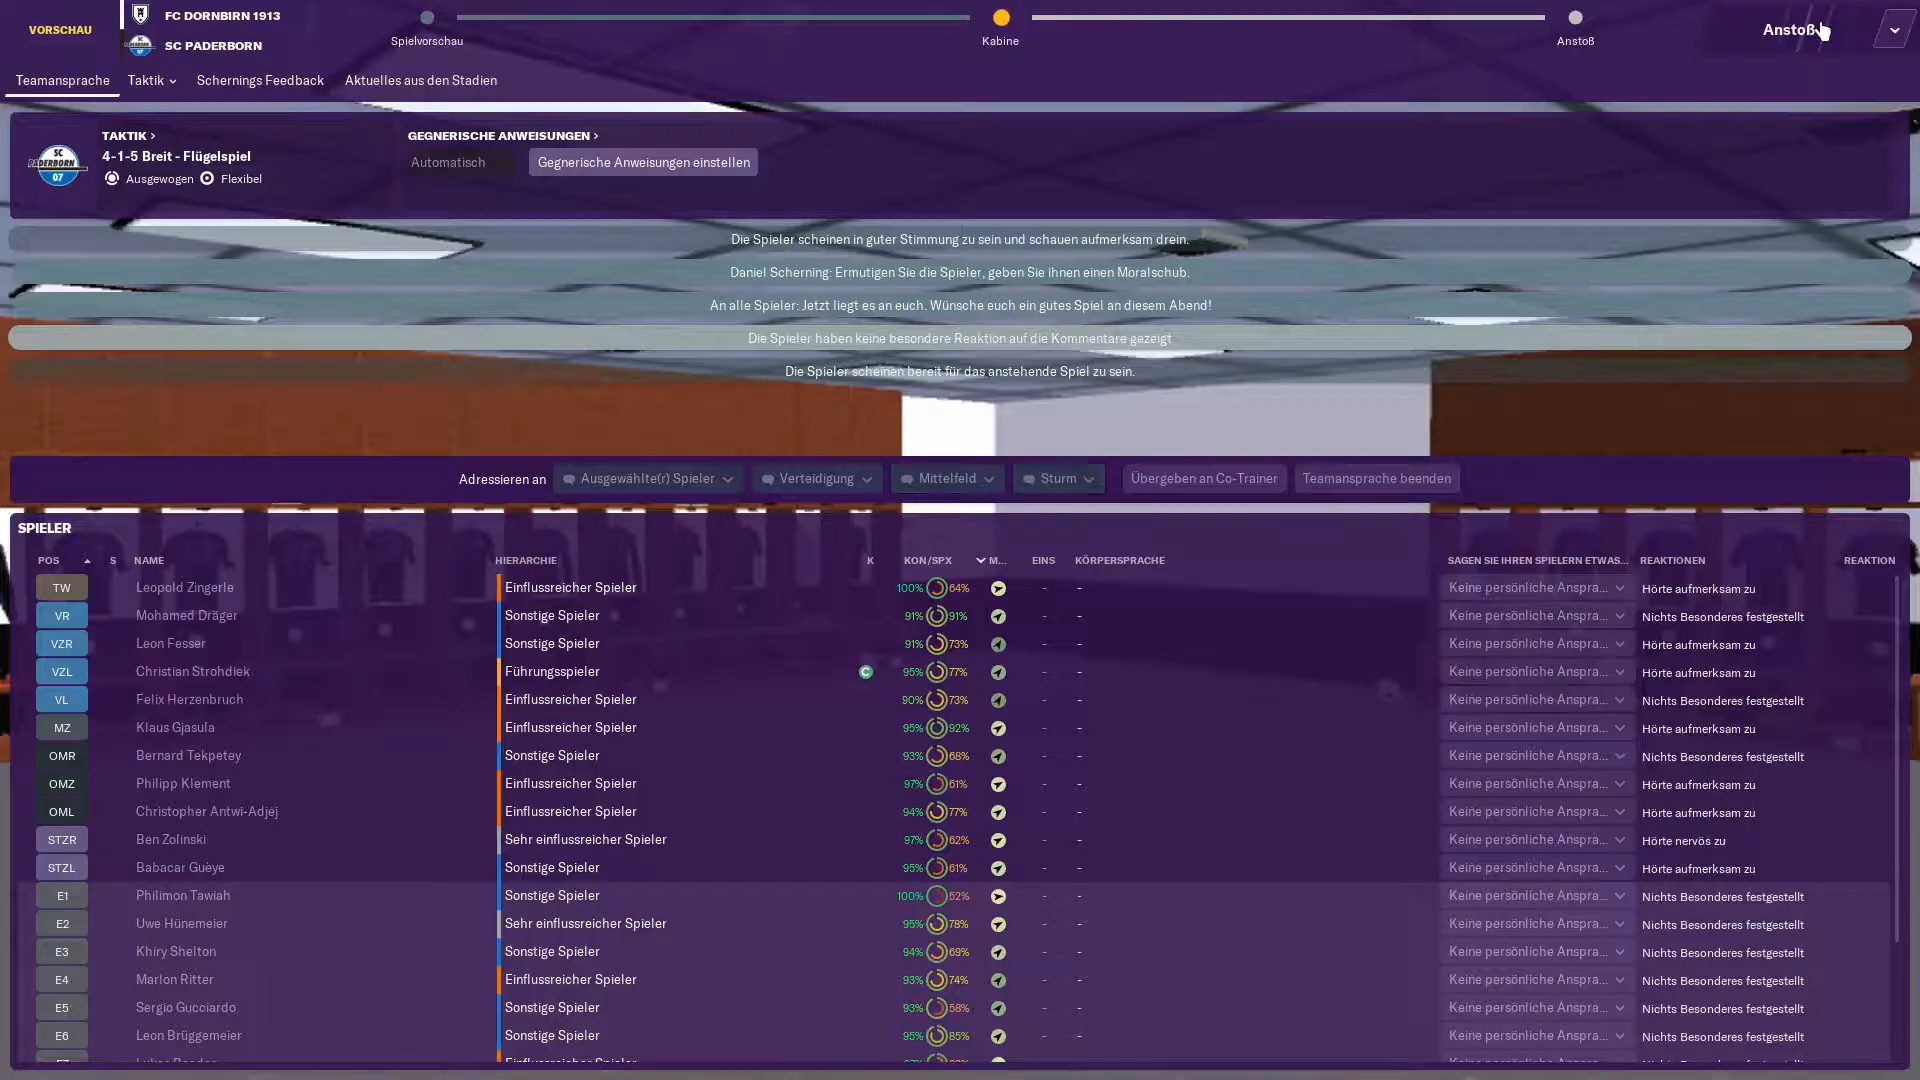 VORSCHAU
FC DORNBIRN 1913
SC PADERBORN
Spielvorschau
Kabine
Anstoß
Anstoß
Teamansprache
Taktik
Schernings Feedback
Aktuelles aus den Stadien
SC PADERBORN 07
TAKTIK >
4-1-5 Breit - Flügelspiel
Ausgewogen Flexibel
GEGNERISCHE ANWEISUNGEN >
Automatisch
Gegnerische Anweisungen einstellen
Die Spieler scheinen in guter Stimmung zu sein und schauen aufmerksam drein.
Daniel Scherning: Ermutigen Sie die Spieler, geben Sie ihnen einen Moralschub.
An alle Spieler: Jetzt liegt es an euch. Wünsche euch ein gutes Spiel an diesem Abend!
Die Spieler haben keine besondere Reaktion auf die Kommentare gezeigt
Die Spieler scheinen bereit für das anstehende Spiel zu sein.
Adressieren an Ausgewählte(r) Spieler Verteidigung Mittelfeld Sturm Übergeben an Co-Trainer Teamansprache beenden
SPIELER
POS S NAME HIERARCHIE K KON/SPX M... EINS KÖRPERSPRACHE SAGEN SIE IHREN SPIELERN ETWAS... REAKTIONEN REAKTION
TW Leopold Zingerle Einflussreicher Spieler 100% 64% - - Keine persönliche Anspra... Hörte aufmerksam zu
VR Mohamed Dräger Sonstige Spieler 91% 91% - - Keine persönliche Anspra... Nichts Besonderes festgestellt
VZR Leon Fesser Sonstige Spieler 91% 73% - - Keine persönliche Anspra... Hörte aufmerksam zu
VZL Christian Strohdiek Führungsspieler C 95% 77% - - Keine persönliche Anspra... Hörte aufmerksam zu
VL Felix Herzenbruch Einflussreicher Spieler 90% 73% - - Keine persönliche Anspra... Nichts Besonderes festgestellt
MZ Klaus Gjasula Einflussreicher Spieler 95% 92% - - Keine persönliche Anspra... Hörte aufmerksam zu
OMR Bernard Tekpetey Sonstige Spieler 93% 68% - - Keine persönliche Anspra... Nichts Besonderes festgestellt
OMZ Philipp Klement Einflussreicher Spieler 97% 61% - - Keine persönliche Anspra... Hörte aufmerksam zu
OML Christopher Antwi-Adjej Einflussreicher Spieler 94% 77% - - Keine persönliche Anspra... Hörte aufmerksam zu
STZR Ben Zolinski Sehr einflussreicher Spieler 97% 62% - - Keine persönliche Anspra... Hörte nervös zu
STZL Babacar Guèye Sonstige Spieler 95% 61% - - Keine persönliche Anspra... Hörte aufmerksam zu
E1 Philimon Tawiah Sonstige Spieler 100% 52% - - Keine persönliche Anspra... Nichts Besonderes festgestellt
E2 Uwe Hünemeier Sehr einflussreicher Spieler 95% 78% - - Keine persönliche Anspra... Nichts Besonderes festgestellt
E3 Khiry Shelton Sonstige Spieler 94% 69% - - Keine persönliche Anspra... Nichts Besonderes festgestellt
E4 Marlon Ritter Einflussreicher Spieler 93% 74% - - Keine persönliche Anspra... Nichts Besonderes festgestellt
E5 Sergio Gucciardo Sonstige Spieler 93% 58% - - Keine persönliche Anspra... Nichts Besonderes festgestellt
E6 Leon Brüggemeier Sonstige Spieler 95% 85% - - Keine persönliche Anspra... Nichts Besonderes festgestellt